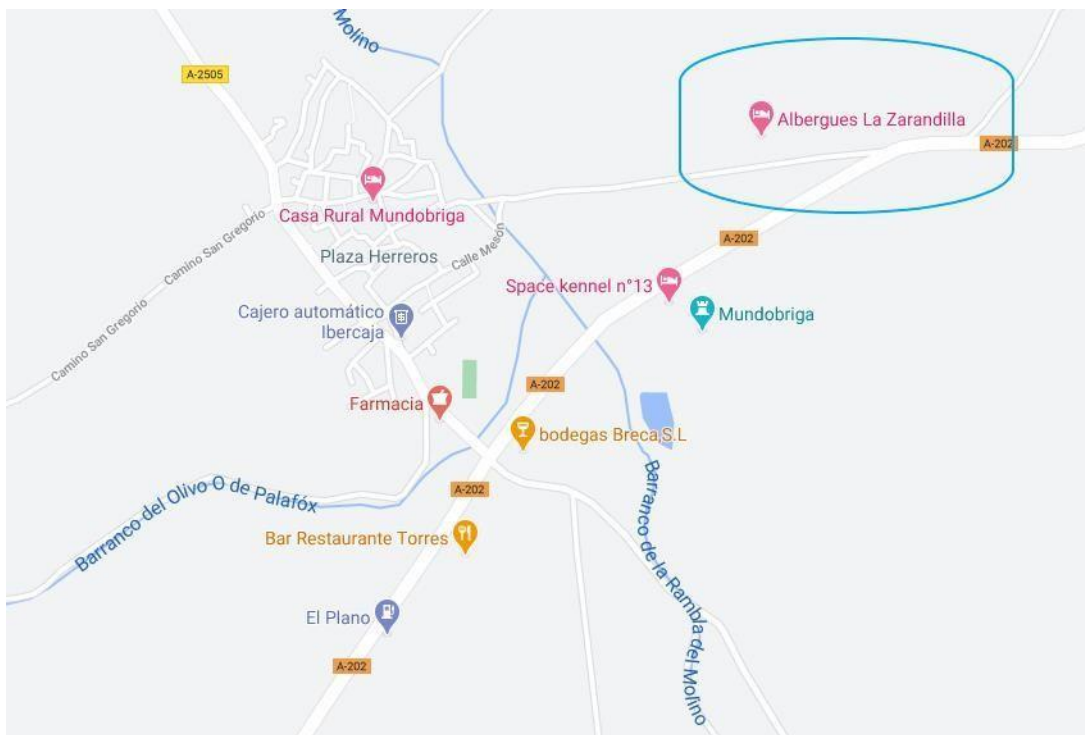 Molino
A-2505
Albergues La Zarandilla
A-202
Casa Rural Mundobriga
Camino San Gregorio
A-202
Plaza Herreros
Calle Mesón
Space kennel n°13
Cajero automático
Ibercaja
Mundobriga
Camino San Gregorio
A-202
Farmacia
bodegas Breca,S.L
A-202
Barranco del Olivo O de Palafóx
Bar Restaurante Torres
Barranco de la Rambla del Molino
El Plano
A-202